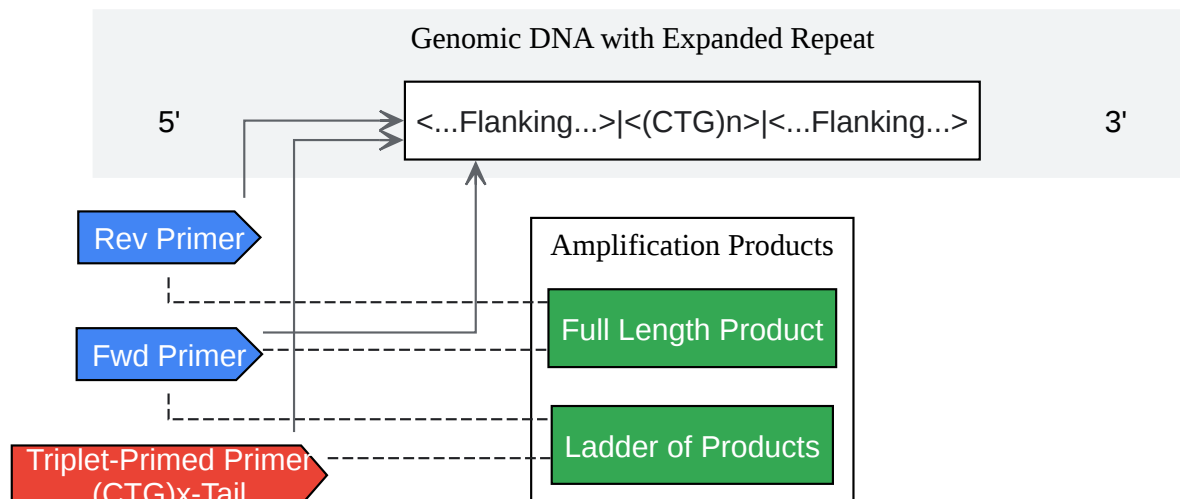 Genomic DNA with Expanded Repeat
5'
<...Flanking...>|<(CTG)n>|<...Flanking...>
3'
Rev Primer
Amplification Products
Full Length Product
Fwd Primer
Ladder of Products
Triplet-Primed Primer
(CTG)x-Tail